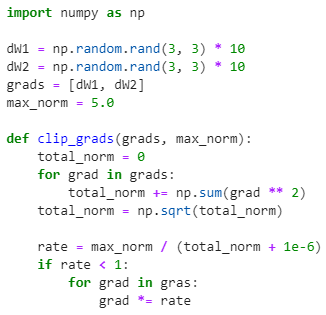 import numpy as np

dW1 = np.random.rand(3, 3) * 10
dW2 = np.random.rand(3, 3) * 10
grads = [dW1, dW2]
max_norm = 5.0

def clip_grads(grads, max_norm):
    total_norm = 0
    for grad in grads:
        total_norm += np.sum(grad ** 2)
    total_norm = np.sqrt(total_norm)

    rate = max_norm / (total_norm + 1e-6)
    if rate < 1:
        for grad in gras:
            grad *= rate